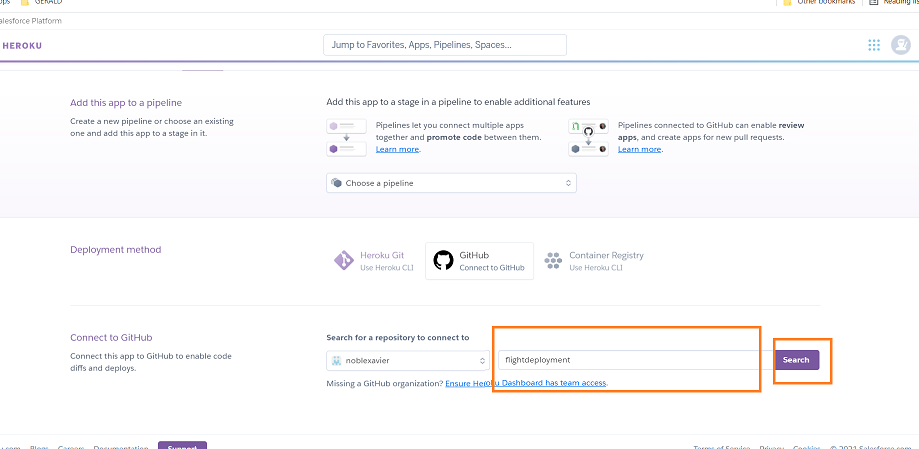 GERALD
Other bookmarks
Salesforce Platform
HEROKU
Jump to Favorites, Apps, Pipelines, Spaces...
Add this app to a pipeline
Create a new pipeline or choose an existing
one and add this app to a stage in it.
Add this app to a stage in a pipeline to enable additional features
Pipelines let you connect multiple apps
together and promote code between them.
Learn more.
Pipelines connected to GitHub can enable review
apps, and create apps for new pull requests.
Learn more.
Choose a pipeline
Deployment method
Heroku Git
Use Heroku CLI
GitHub
Connect to GitHub
Container Registry
Use Heroku CLI
Connect to GitHub
Connect this app to GitHub to enable code
diffs and deploys.
Search for a repository to connect to
noblexavier
flightdeployment
Search
Missing a GitHub organization? Ensure Heroku Dashboard has team access.
Blogs Careers Documentation Support
Terms of Service Privacy Cookies © 2021 Salesforce.com